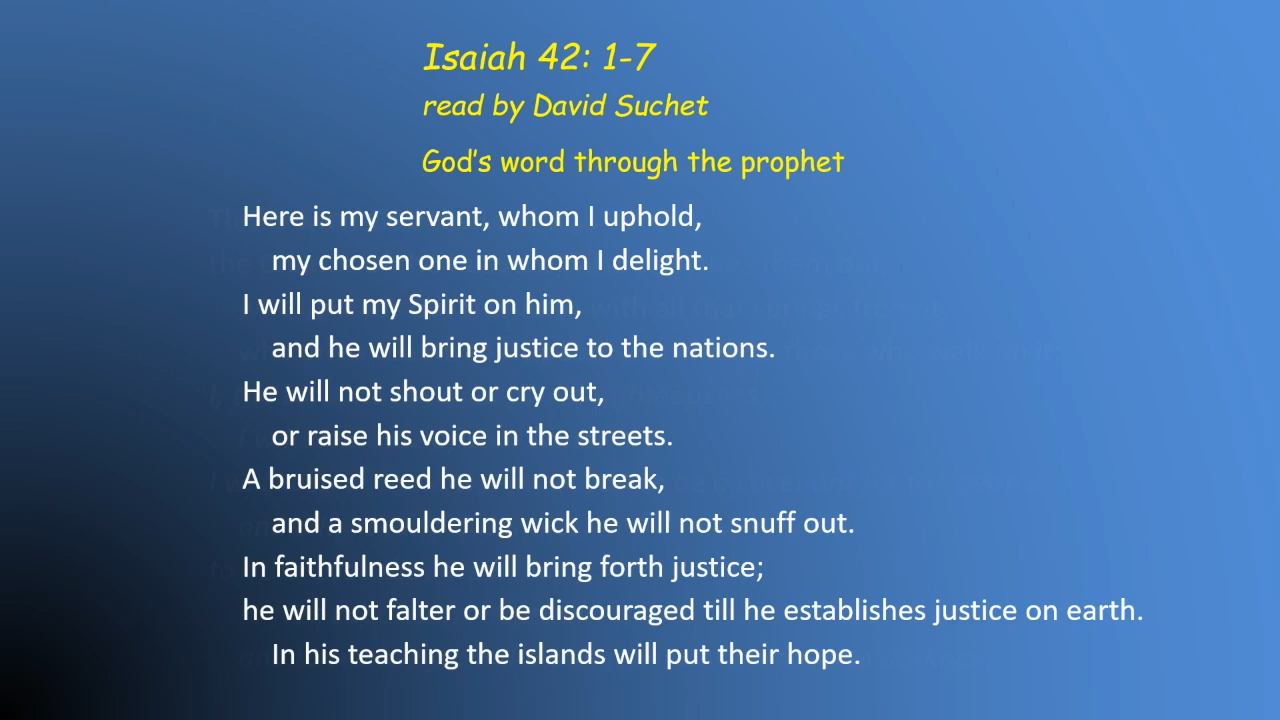 Isaiah 42: 1-7
read by David Suchet
God's word through the prophet
Here is my servant, whom I uphold,
my chosen one in whom I delight.
I will put my Spirit on him,
and he will bring justice to the nations.
He will not shout or cry out,
or raise his voice in the streets.
A bruised reed he will not break,
and a smouldering wick he will not snuff out.
In faithfulness he will bring forth justice;
he will not falter or be discouraged till he establishes justice on earth.
In his teaching the islands will put their hope.